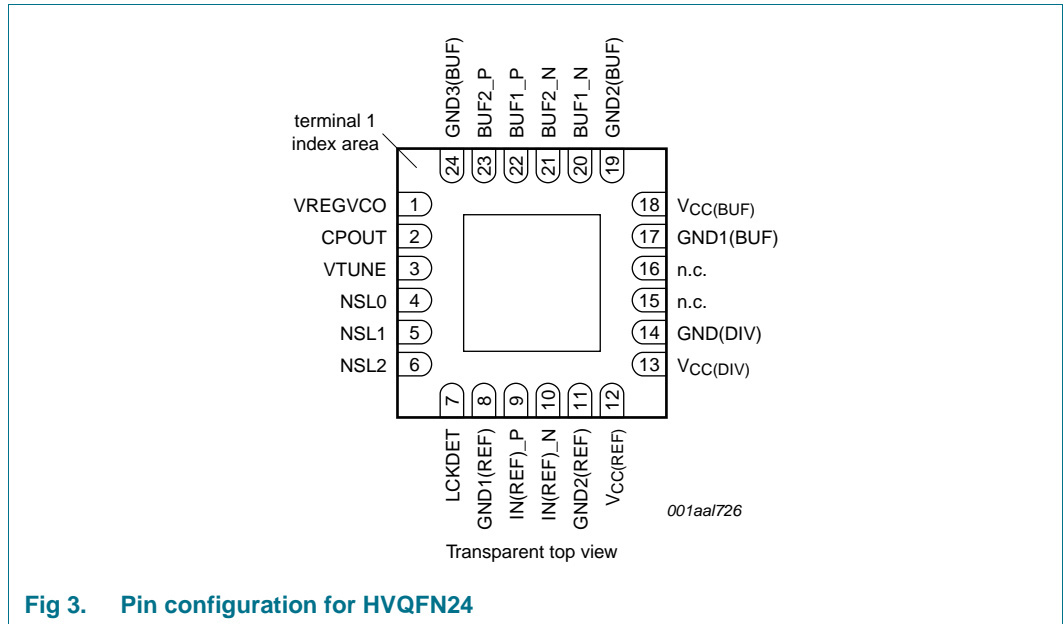 GND3(BUF)
BUF2_P
BUF1_P
BUF2_N
BUF1_N
GND2(BUF)
terminal 1
index area
24
23
22
21
20
19
VREGVCO 1
CPOUT 2
VTUNE 3
NSL0 4
NSL1 5
NSL2 6
18 VCC(BUF)
17 GND1(BUF)
16 n.c.
15 n.c.
14 GND(DIV)
13 VCC(DIV)
7
8
9
10
11
12
LCKDET
GND1(REF)
IN(REF)_P
IN(REF)_N
GND2(REF)
VCC(REF)
001aal726
Transparent top view
Fig 3. Pin configuration for HVQFN24